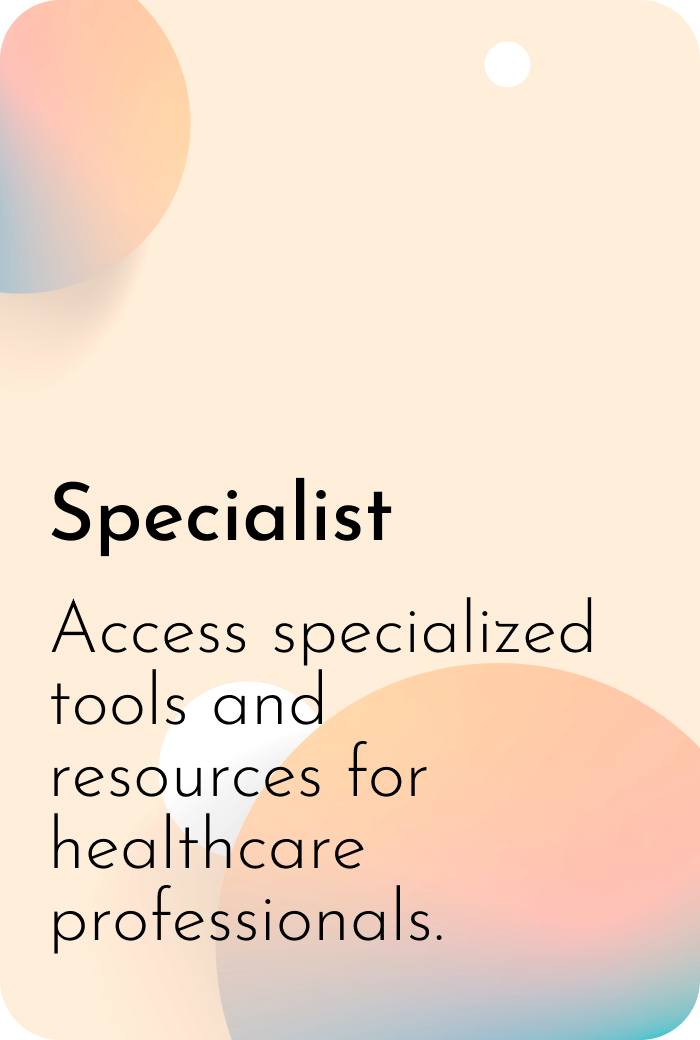 Specialist
Access specialized
tools and
resources for
healthcare
professionals.